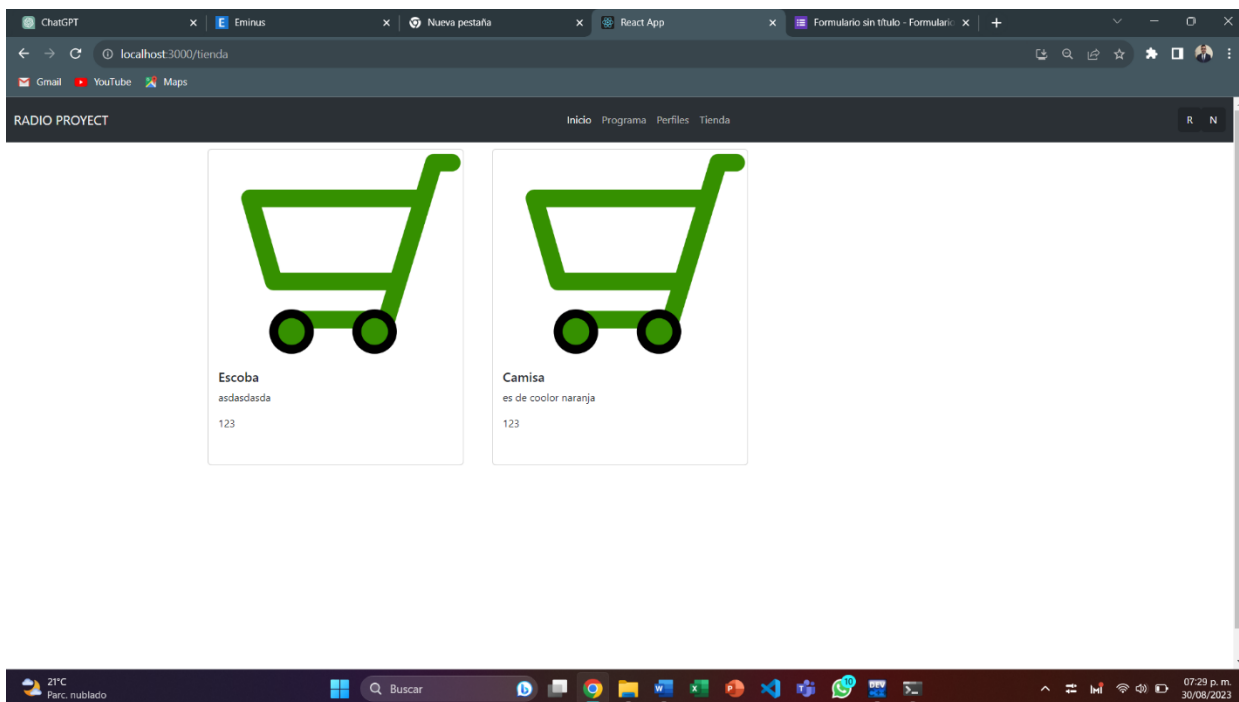 ChatGPT
Eminus
Nueva pestaña
React App
Formulario sin título - Formulario
localhost:3000/tienda
Gmail YouTube Maps
RADIO PROYECT
Inicio Programa Perfiles Tienda
R N
Escoba
asdasdasda
123
Camisa
es de coolor naranja
123
21°C
Parc. nublado
Buscar
10
07:29 p. m.
30/08/2023